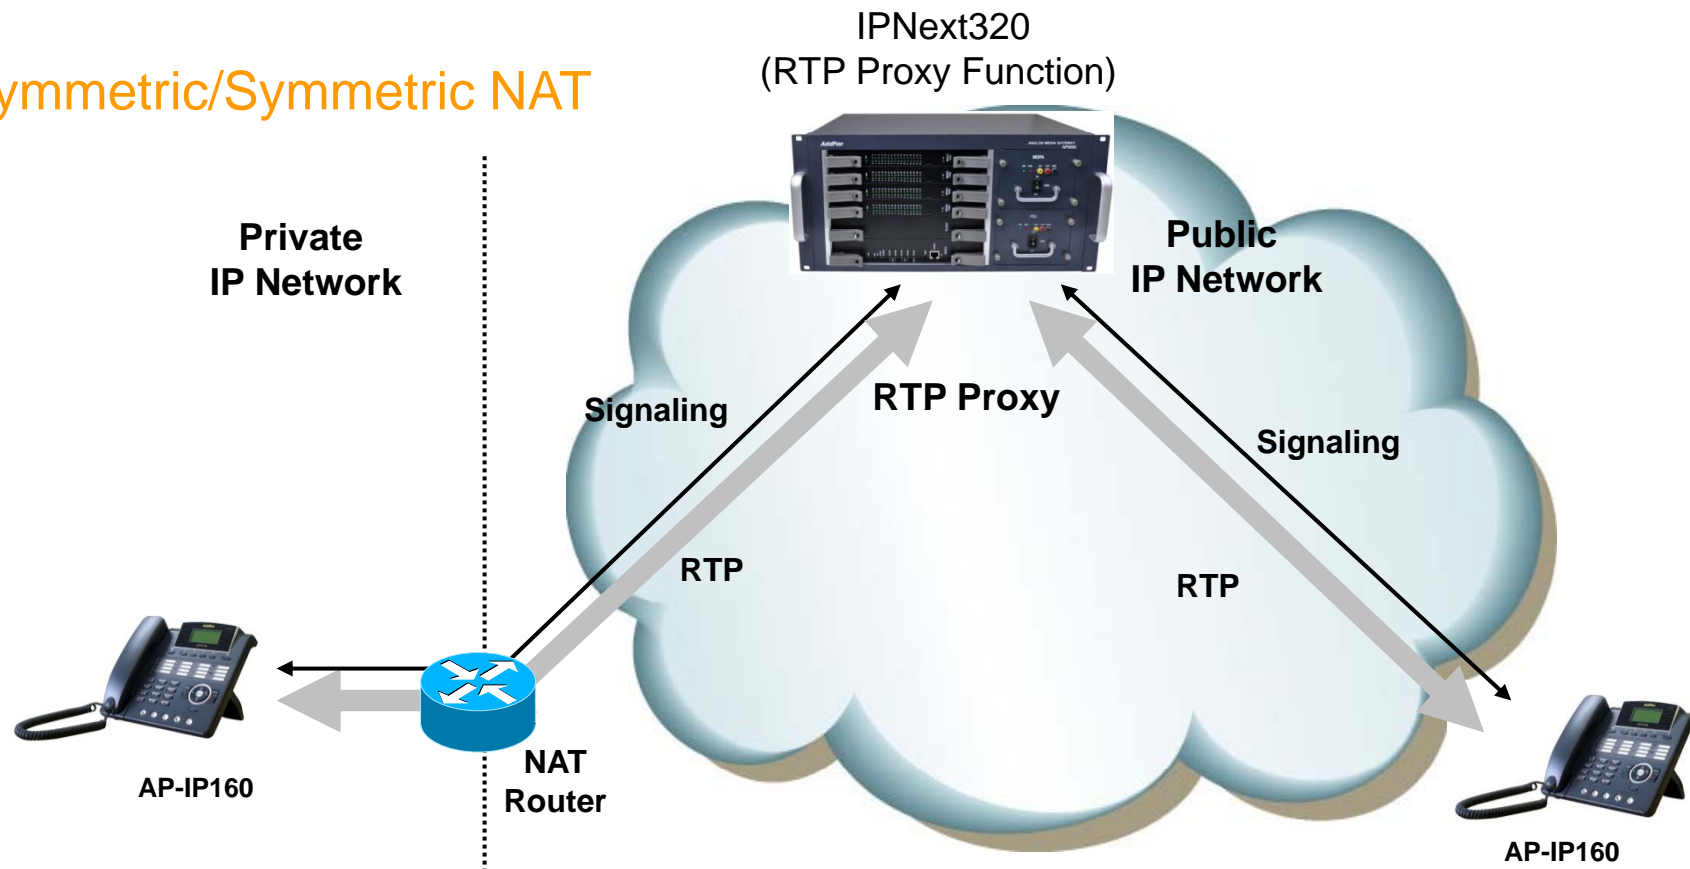 IPNext320
(RTP Proxy Function)
ymmetric/Symmetric NAT
AddPac
Private
IP Network
Public
IP Network
RTP Proxy
Signaling
Signaling
RTP
RTP
NAT
Router
AP-IP160
AP-IP160